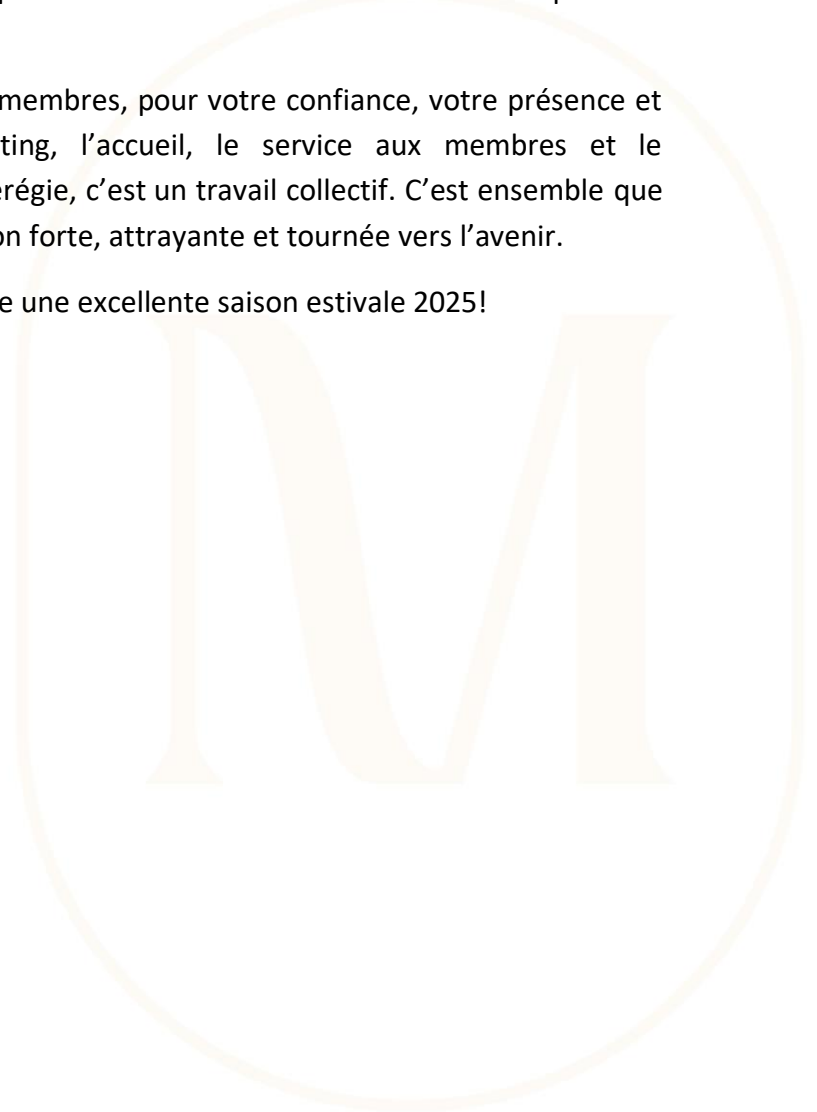 membres, pour votre confiance, votre présence et
ting, l'accueil, le service aux membres et le
régie, c'est un travail collectif. C'est ensemble que
on forte, attrayante et tournée vers l'avenir.
e une excellente saison estivale 2025!
M